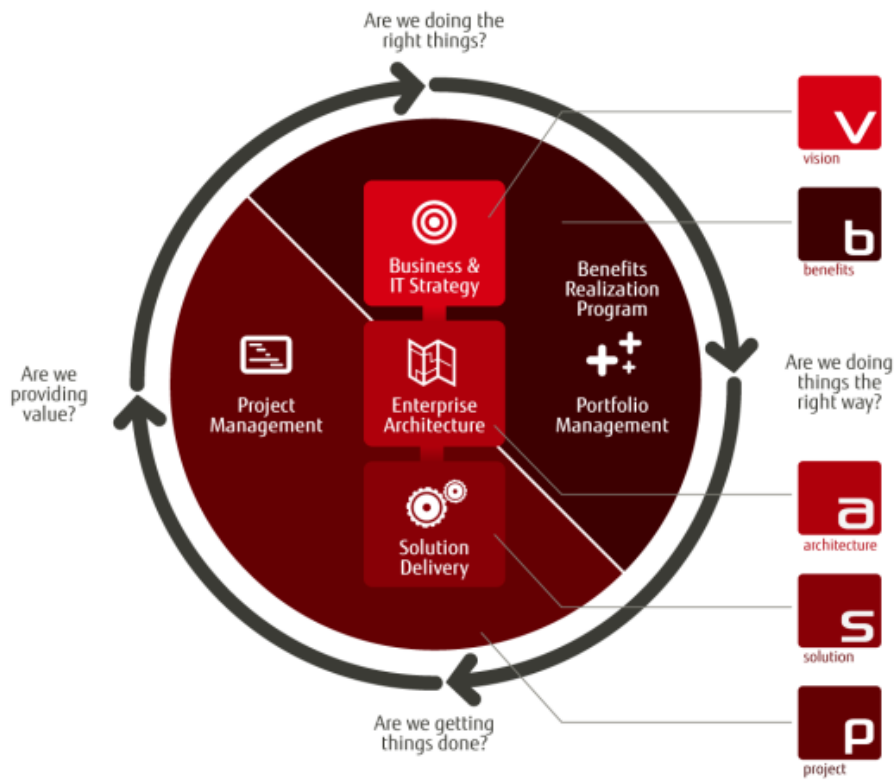 Are we doing the
right things?
v
vision
b
benefits
Business &
IT Strategy
Benefits
Realization
Program
Are we
providing
value?
Project
Management
Enterprise
Architecture
Portfolio
Management
Are we doing
things the
right way?
a
architecture
Solution
Delivery
s
solution
Are we getting
things done?
p
project